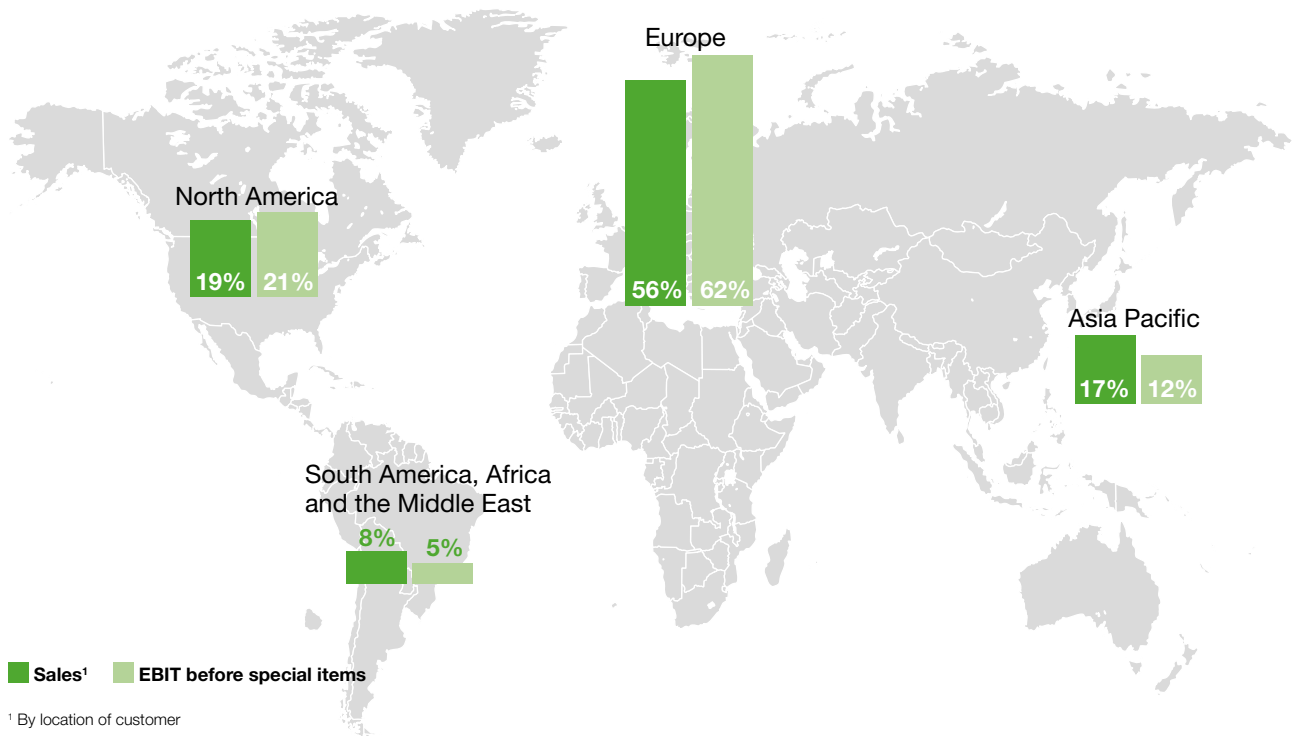 Europe
56% 62%
North America
19% 21%
Asia Pacific
17% 12%
South America, Africa
and the Middle East
8% 5%
Sales¹ EBIT before special items
¹ By location of customer